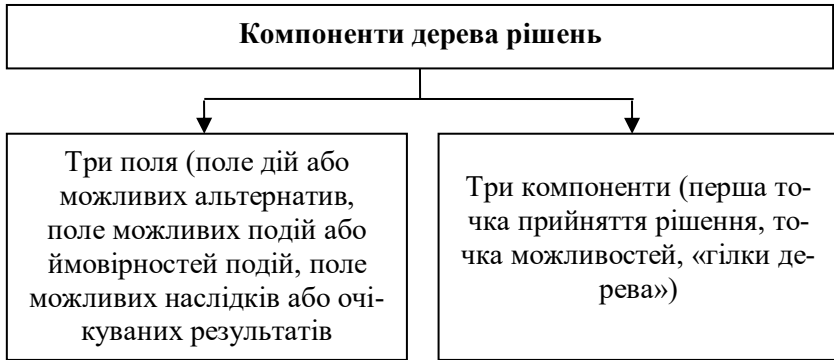 Компоненти дерева рішень
Три поля (поле дій або
можливих альтернатив,
поле можливих подій або
ймовірностей подій, поле
можливих наслідків або очі-
куваних результатів
Три компоненти (перша то-
чка прийняття рішення, то-
чка можливостей, «гілки де-
рева»)